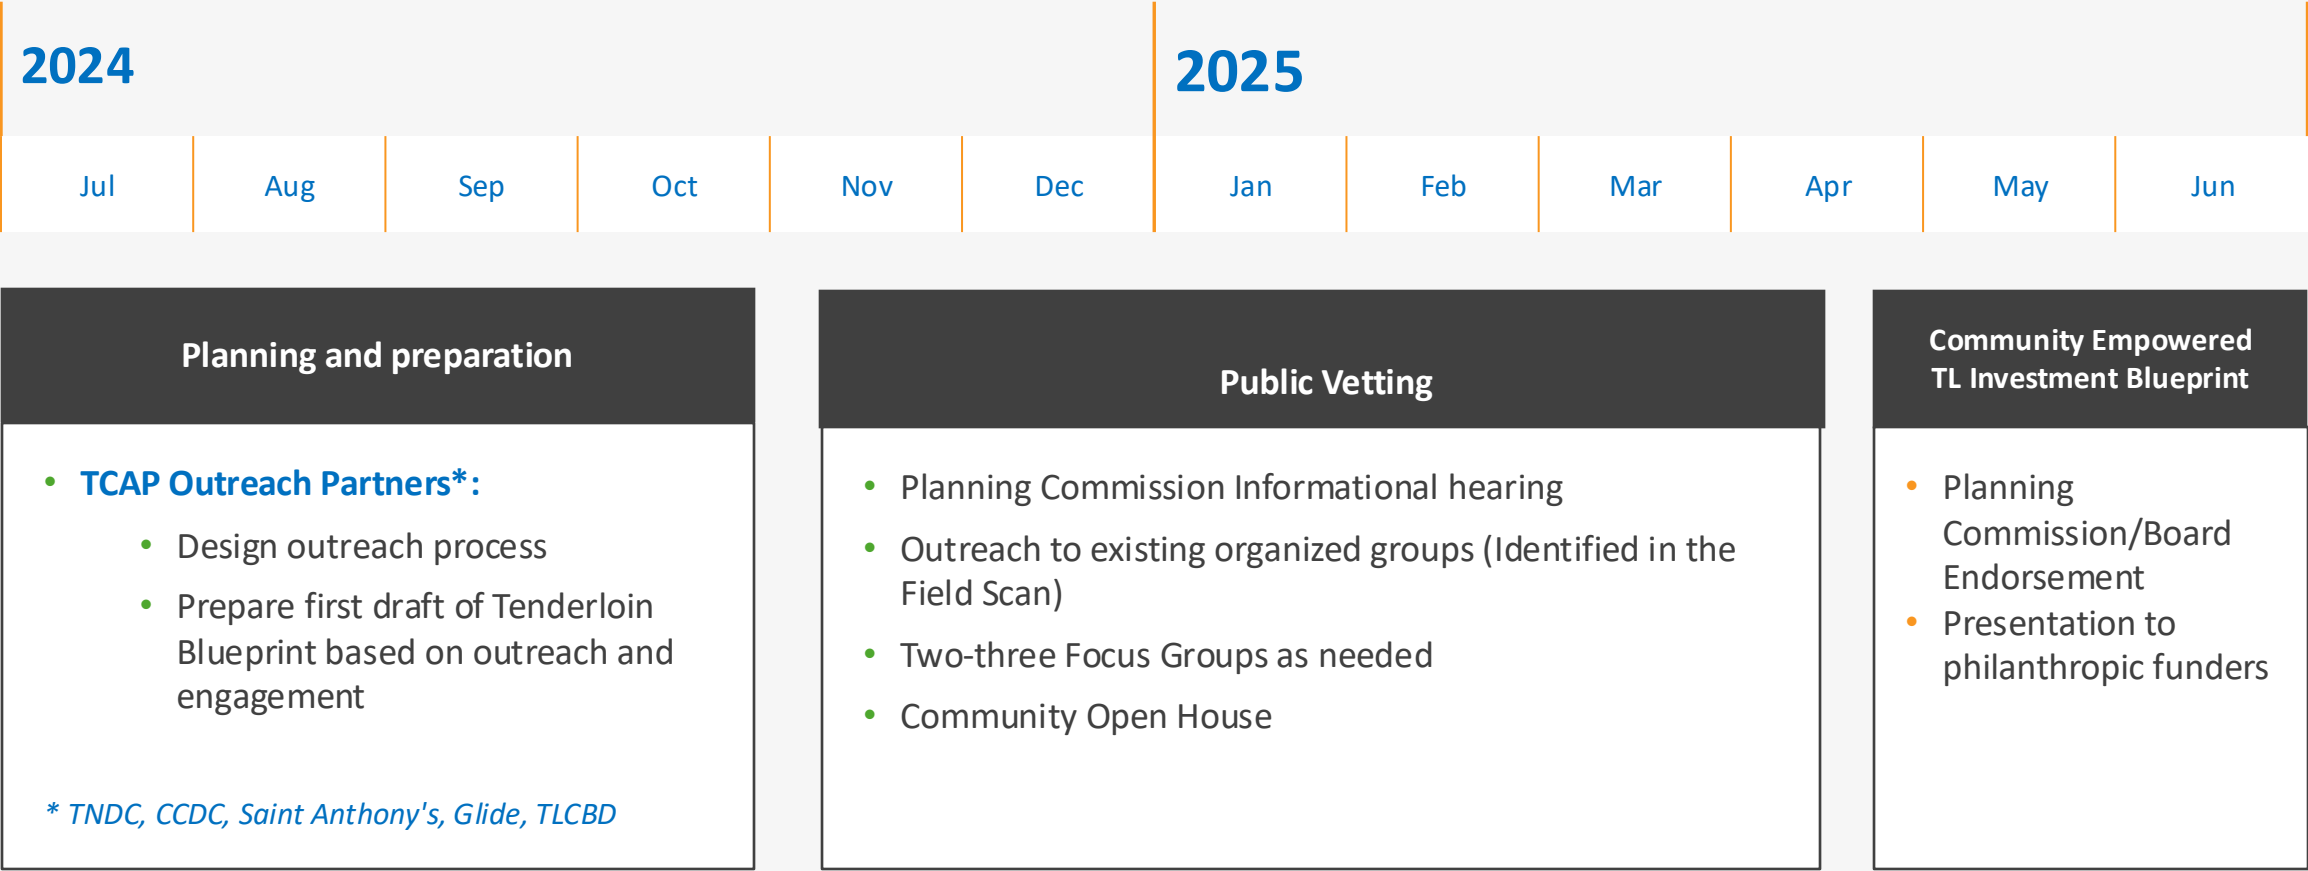 2024
2025
Jul
Aug
Sep
Oct
Nov
Dec
Jan
Feb
Mar
Apr
May
Jun
Planning and preparation
• TCAP Outreach Partners*:
• Design outreach process
• Prepare first draft of Tenderloin
Blueprint based on outreach and
engagement
* TNDC, CCDC, Saint Anthony's, Glide, TLCBD
Public Vetting
• Planning Commission Informational hearing
• Outreach to existing organized groups (Identified in the
Field Scan)
• Two-three Focus Groups as needed
• Community Open House
Community Empowered
TL Investment Blueprint
• Planning
Commission/Board
Endorsement
• Presentation to
philanthropic funders